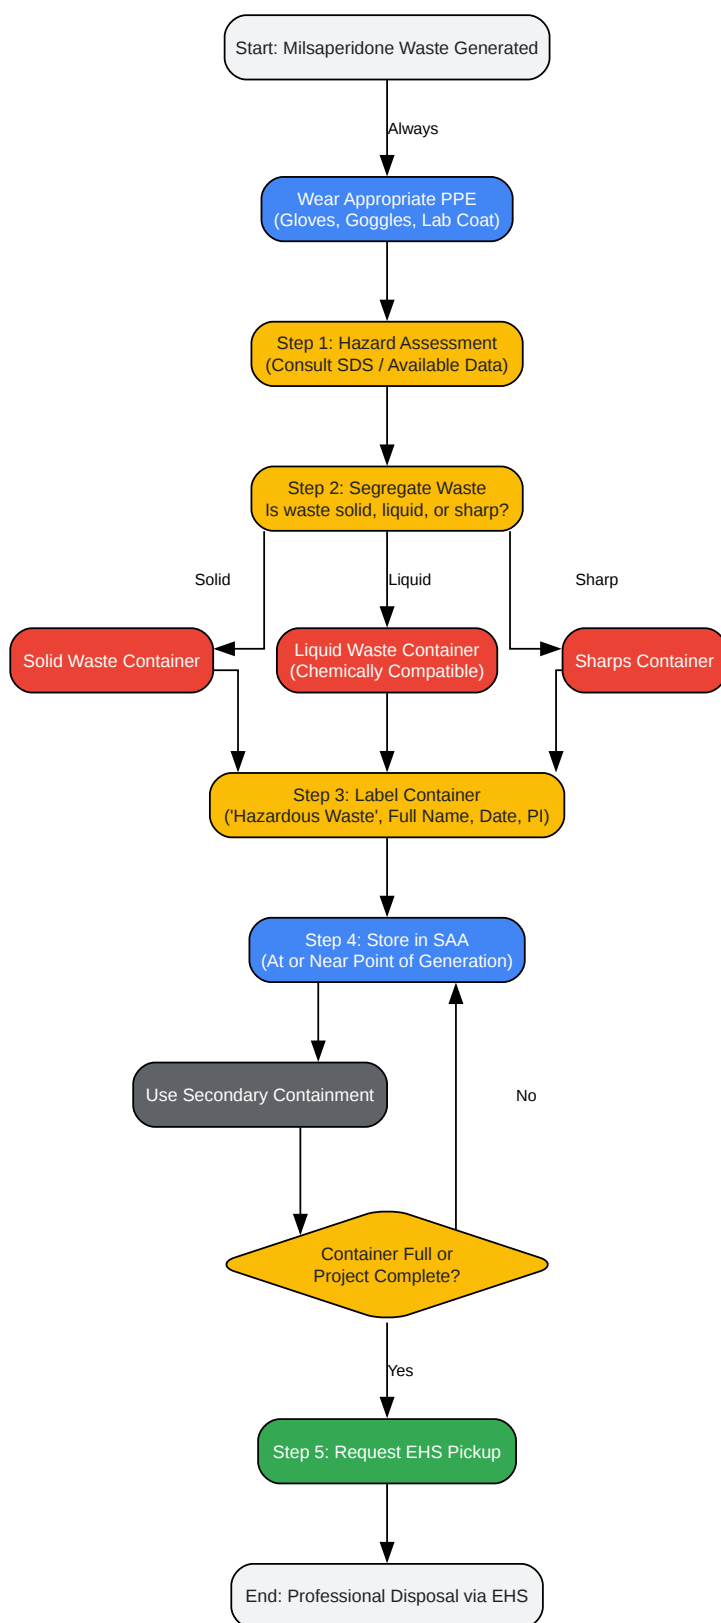 Start: Milsaperidone Waste Generated
Always
Wear Appropriate PPE
(Gloves, Goggles, Lab Coat)
Step 1: Hazard Assessment
(Consult SDS / Available Data)
Step 2: Segregate Waste
Is waste solid, liquid, or sharp?
Solid
Liquid
Sharp
Solid Waste Container
Liquid Waste Container
(Chemically Compatible)
Sharps Container
Step 3: Label Container
('Hazardous Waste', Full Name, Date, PI)
Step 4: Store in SAA
(At or Near Point of Generation)
Use Secondary Containment
No
Container Full or
Project Complete?
Yes
Step 5: Request EHS Pickup
End: Professional Disposal via EHS